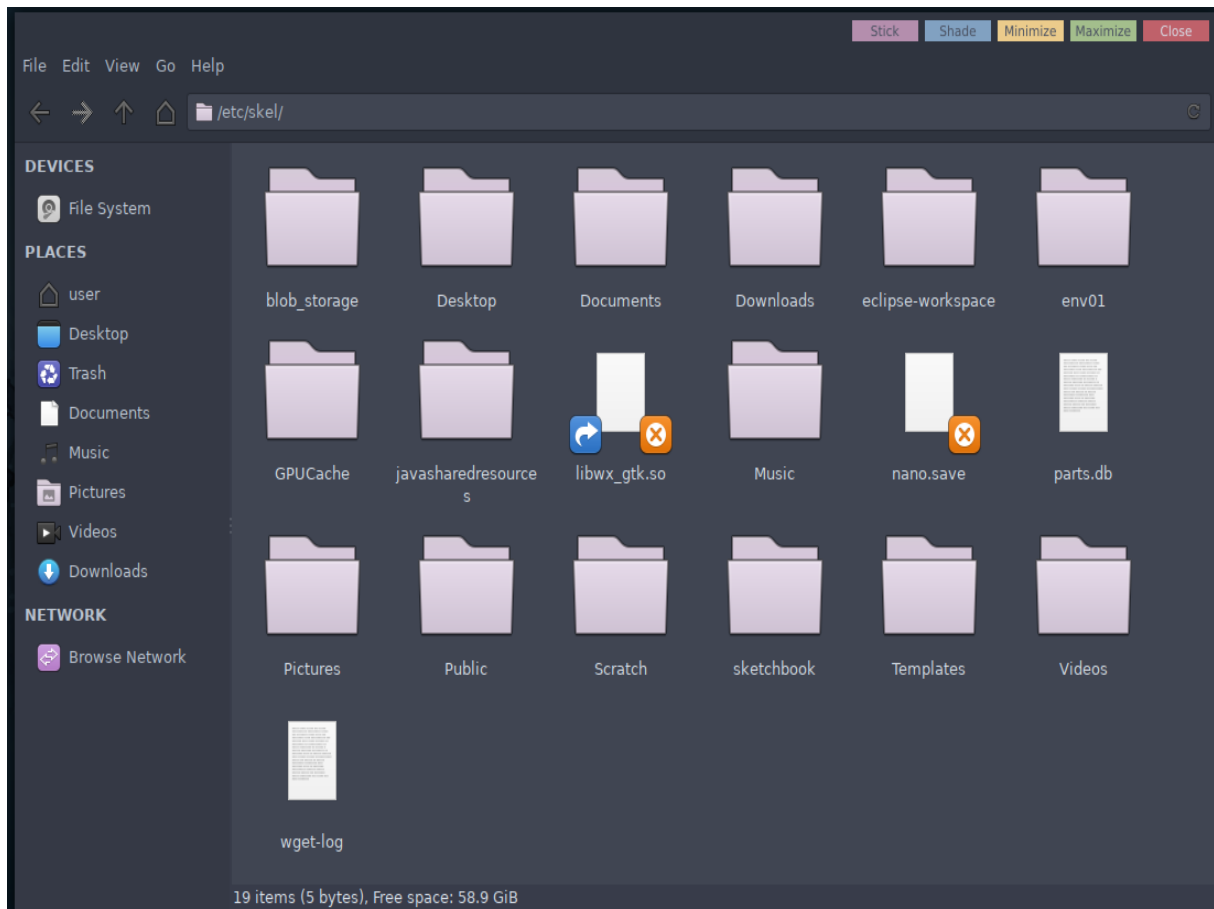 Stick Shade Minimize Maximize Close
File Edit View Go Help
/etc/skel/
DEVICES
File System
PLACES
user
Desktop
Trash
Documents
Music
Pictures
Videos
Downloads
NETWORK
Browse Network
blob_storage Desktop Documents Downloads eclipse-workspace env01
GPUCache javasharedresource libwx_gtk.so Music nano.save parts.db
s
Pictures Public Scratch sketchbook Templates Videos
wget-log
19 items (5 bytes), Free space: 58.9 GiB